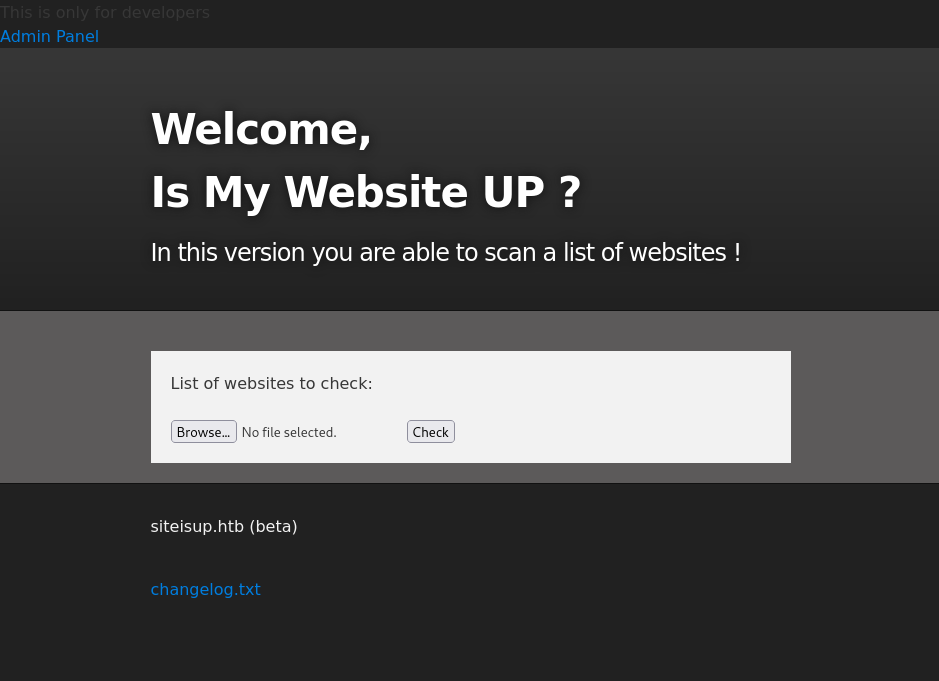 This is only for developers
Admin Panel
Welcome,
Is My Website UP ?
In this version you are able to scan a list of websites !
List of websites to check:
Browse... No file selected. Check
siteisup.htb (beta)
changelog.txt